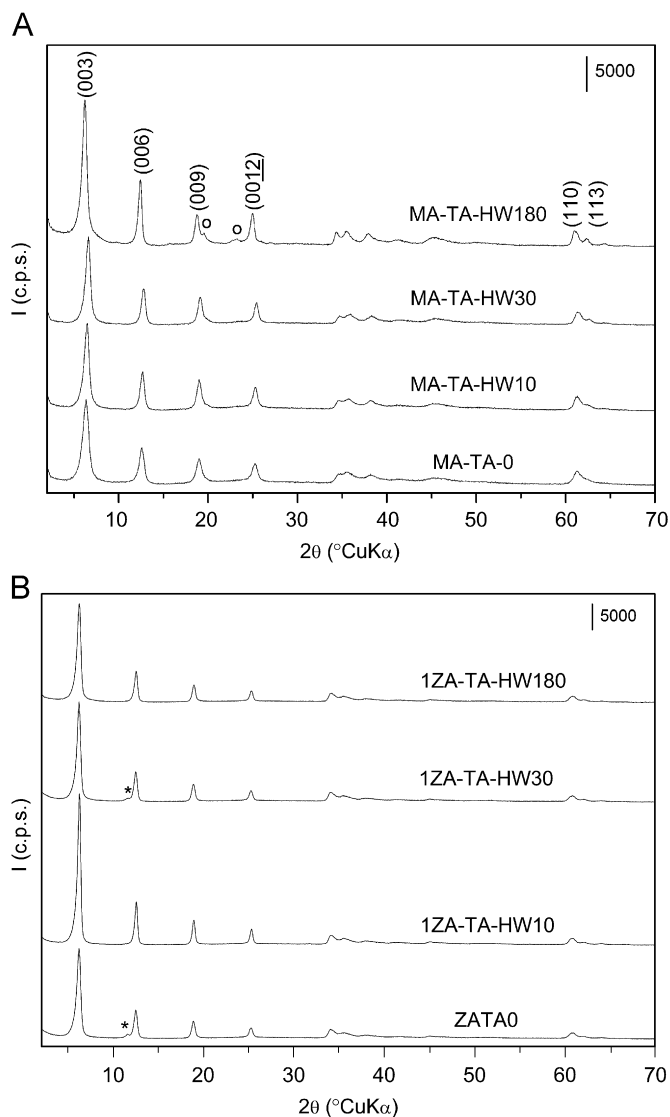 A
(003)
5000
(006)
(009)
(0012)
o
o
MA-TA-HW180
(110)
(113)
MA-TA-HW30
MA-TA-HW10
MA-TA-0
I (c.p.s.)
10 20 30 40 50 60 70
2θ (°CuKα)
B
5000
1ZA-TA-HW180
1ZA-TA-HW30
*
1ZA-TA-HW10
ZATA0
*
I (c.p.s.)
10 20 30 40 50 60 70
2θ (°CuKα)